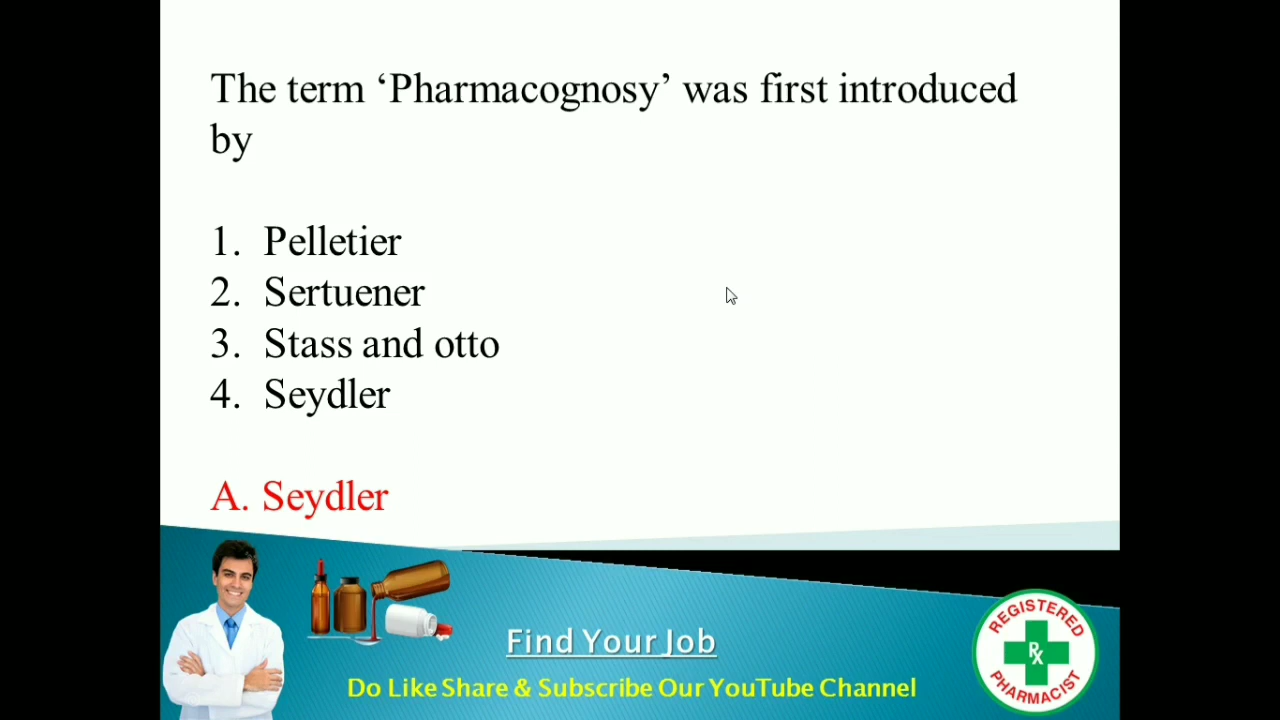 The term ‘Pharmacognosy’ was first introduced
by
1. Pelletier
2. Sertuener
3. Stass and otto
4. Seydler
A. Seydler
Find Your Job
Do Like Share & Subscribe Our YouTube Channel
REGISTERED
Rx
PHARMACIST